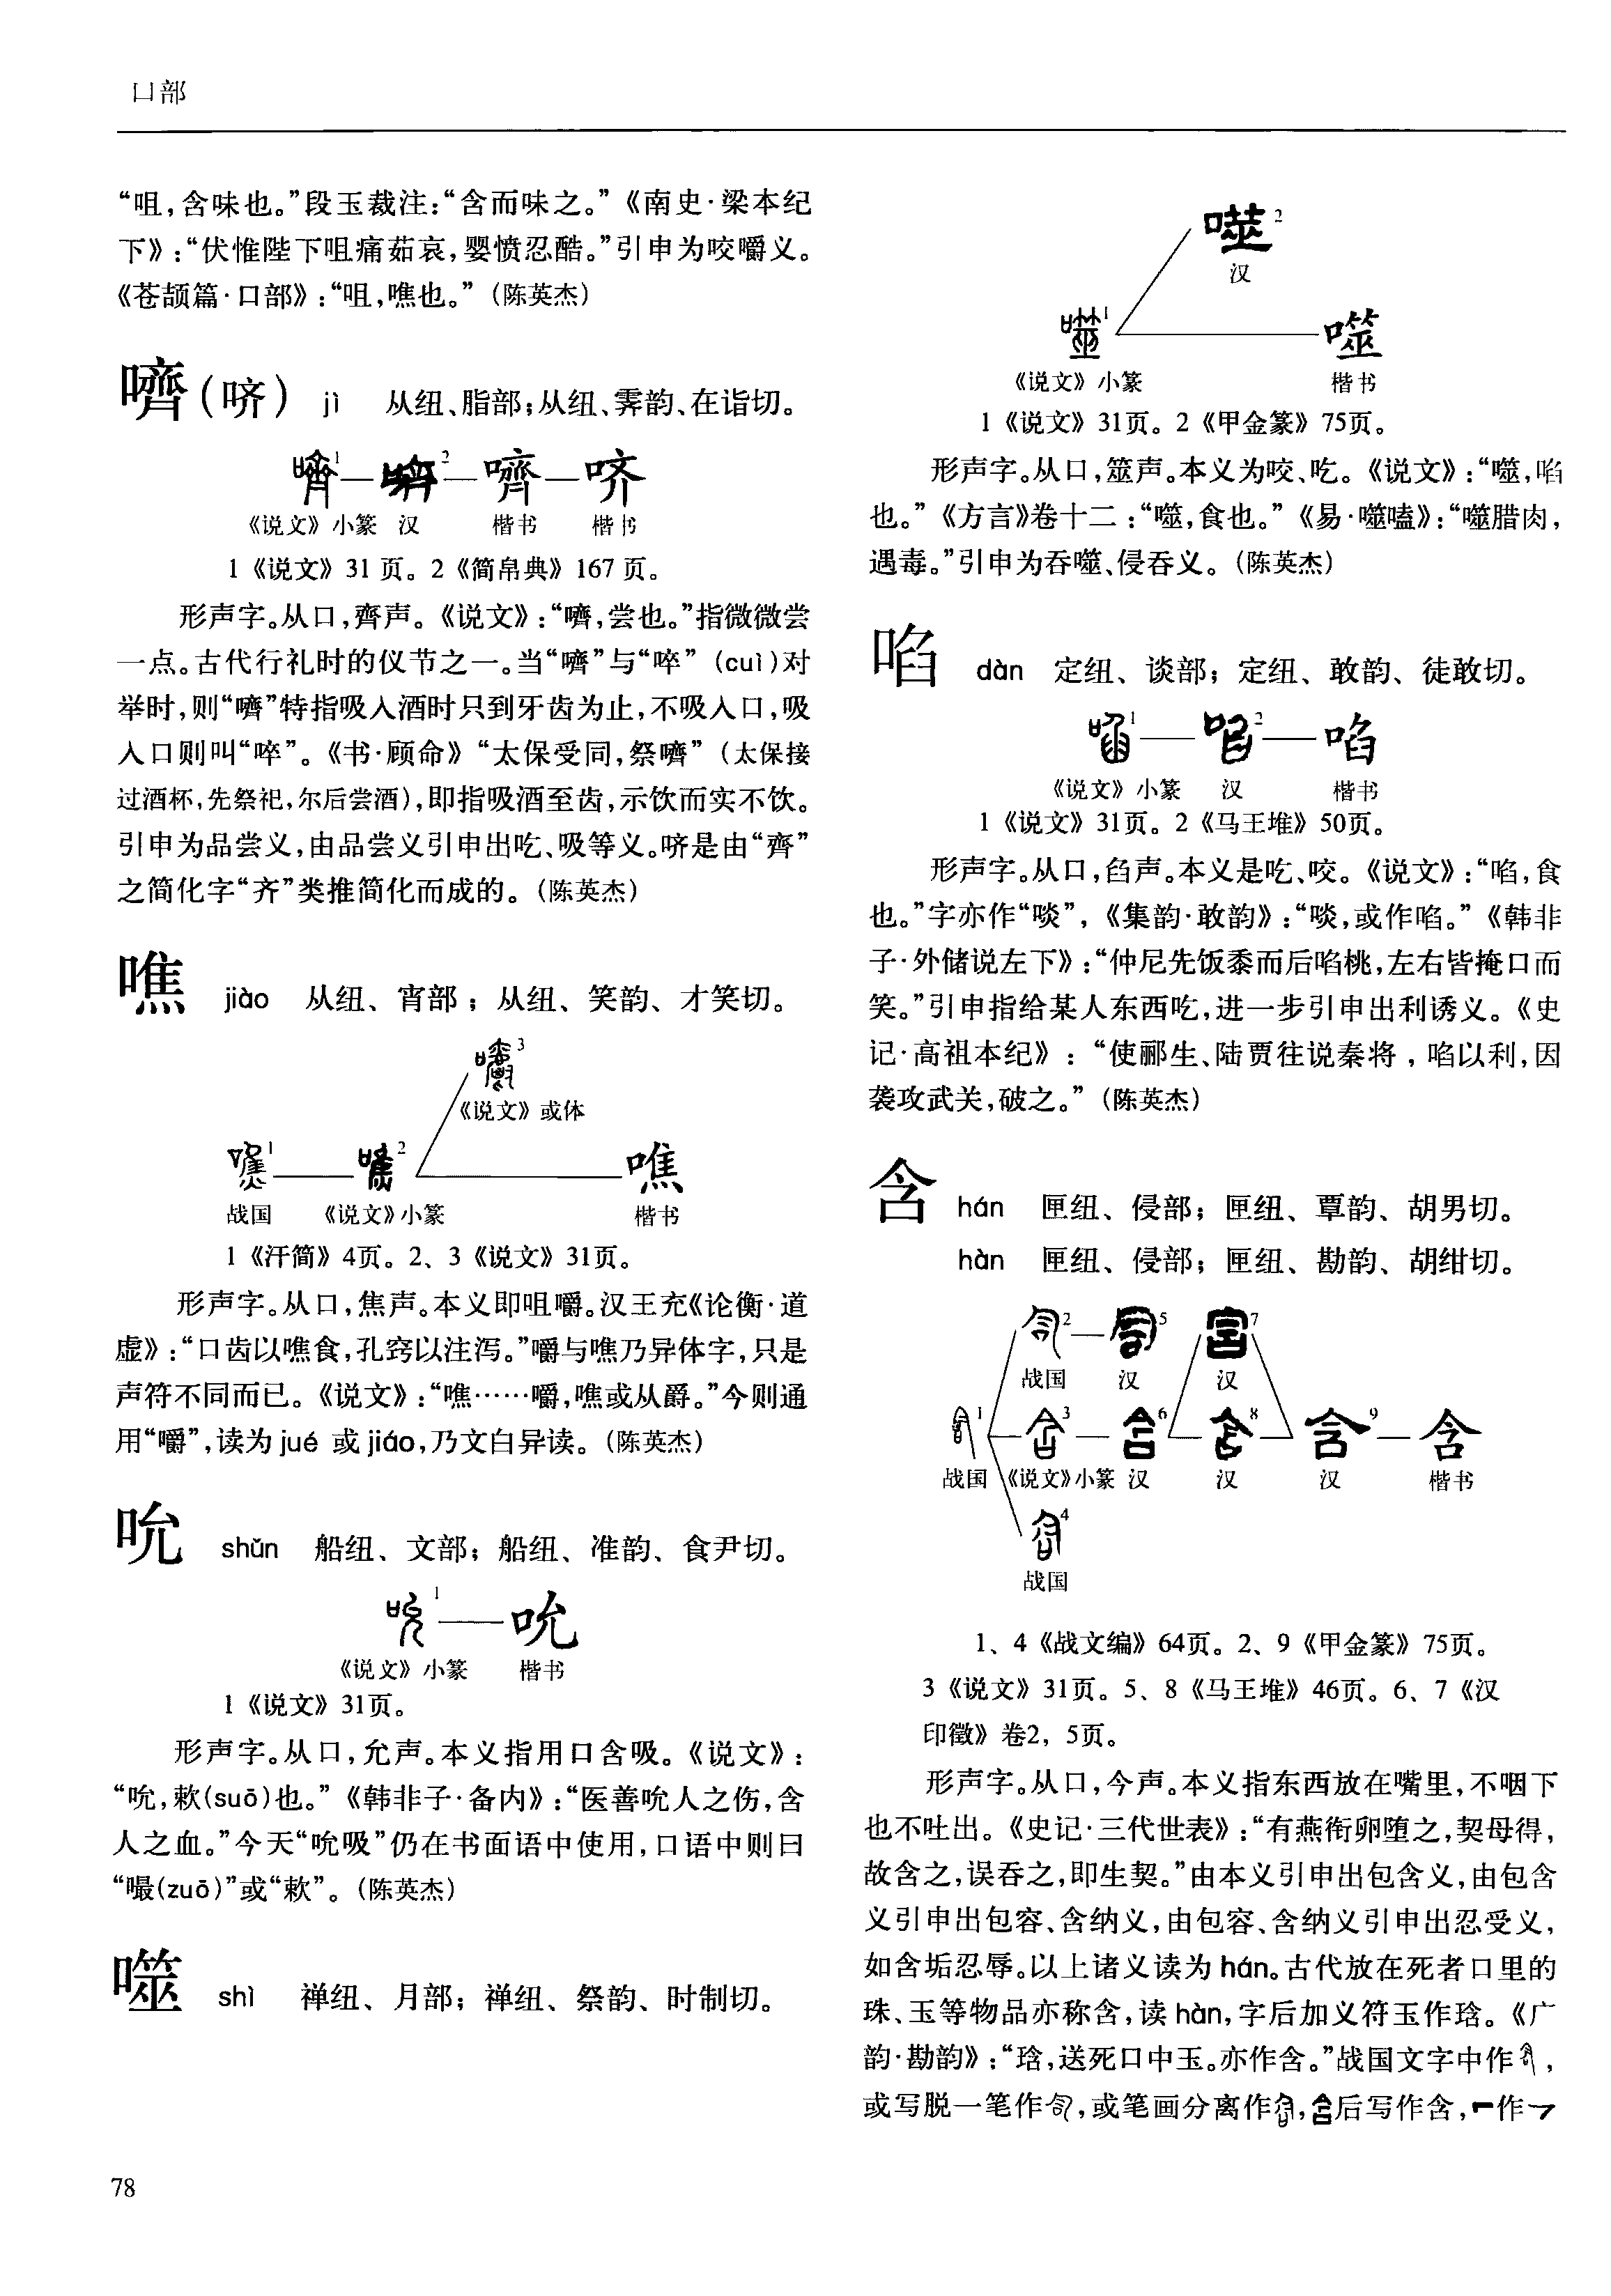 口部
“咀,含味也。”段玉裁注:“含而味之。”《南史·梁本纪
下》:“伏惟陛下咀痛茹哀,婴愤忍酷。”引申为咬嚼义。
《苍颉篇·口部》:“咀,噍也。”(陈英杰)
嚌(哜) jì 从纽、脂部;从纽、霁韵、在诣切。
嚌1—嚌2—嚌—哜
《说文》小篆 汉 楷书 楷书
1《说文》31页。2《简帛典》167页。
形声字。从口,齊声。《说文》:“嚌,尝也。”指微微尝
一点。古代行礼时的仪节之一。当“嚌”与“啐”(cuì)对
举时,则“嚌”特指吸入酒时只到牙齿为止,不吸入口,吸
入口则叫“啐”。《书·顾命》“太保受同,祭嚌”(太保接
过酒杯,先祭祀,尔后尝酒),即指吸酒至齿,示饮而实不饮。
引申为品尝义,由品尝义引申出吃、吸等义。哜是由“齊”
之简化字“齐”类推简化而成的。(陈英杰)
噍 jiào 从纽、宵部;从纽、笑韵、才笑切。
3
《说文》或体
1 2 噍
战国 《说文》小篆 楷书
1《汗简》4页。2、3《说文》31页。
形声字。从口,焦声。本义即咀嚼。汉王充《论衡·道
虚》:“口齿以噍食,孔窍以注泻。”嚼与噍乃异体字,只是
声符不同而已。《说文》:“噍……嚼,噍或从爵。”今则通
用“嚼”,读为jué 或jiáo,乃文白异读。(陈英杰)
吮 shǔn 船纽、文部;船纽、准韵、食尹切。
吮1—吮
《说文》小篆 楷书
1《说文》31页。
形声字。从口,允声。本义指用口含吸。《说文》:
“吮,欶(suō)也。”《韩非子·备内》:“医善吮人之伤,含
人之血。”今天“吮吸”仍在书面语中使用,口语中则曰
“嘬(zuō)”或“欶”。(陈英杰)
噬 shì 禅纽、月部;禅纽、祭韵、时制切。
噬2
汉
噬1 噬
《说文》小篆 楷书
1《说文》31页。2《甲金篆》75页。
形声字。从口,筮声。本义为咬、吃。《说文》:“噬,啗
也。”《方言》卷十二:“噬,食也。”《易·噬嗑》:“噬腊肉,
遇毒。”引申为吞噬、侵吞义。(陈英杰)
啗 dàn 定纽、谈部;定纽、敢韵、徒敢切。
啗1—啗2—啗
《说文》小篆 汉 楷书
1《说文》31页。2《马王堆》50页。
形声字。从口,臽声。本义是吃、咬。《说文》:“啗,食
也。”字亦作“啖”,《集韵·敢韵》:“啖,或作啗。”《韩非
子·外储说左下》:“仲尼先饭黍而后啗桃,左右皆掩口而
笑。”引申指给某人东西吃,进一步引申出利诱义。《史
记·高祖本纪》:“使郦生、陆贾往说秦将,啗以利,因
袭攻武关,破之。”(陈英杰)
含 hán 匣纽、侵部;匣纽、覃韵、胡男切。
hàn 匣纽、侵部;匣纽、勘韵、胡绀切。
2 5 7
战国 汉 汉
1 3 6 8 含9 含
战国 《说文》小篆 汉 汉 汉 楷书
4
战国
1、4《战文编》64页。2、9《甲金篆》75页。
3《说文》31页。5、8《马王堆》46页。6、7《汉
印徵》卷2,5页。
形声字。从口,今声。本义指东西放在嘴里,不咽下
也不吐出。《史记·三代世表》:“有燕衔卵堕之,契母得,
故含之,误吞之,即生契。”由本义引申出包含义,由包含
义引申出包容、含纳义,由包容、含纳义引申出忍受义,
如含垢忍辱。以上诸义读为hán。古代放在死者口里的
珠、玉等物品亦称含,读hàn,字后加义符玉作琀。《广
韵·勘韵》:“琀,送死口中玉。亦作含。”战国文字中作,
或写脱一笔作,或笔画分离作,后写作含,作
78